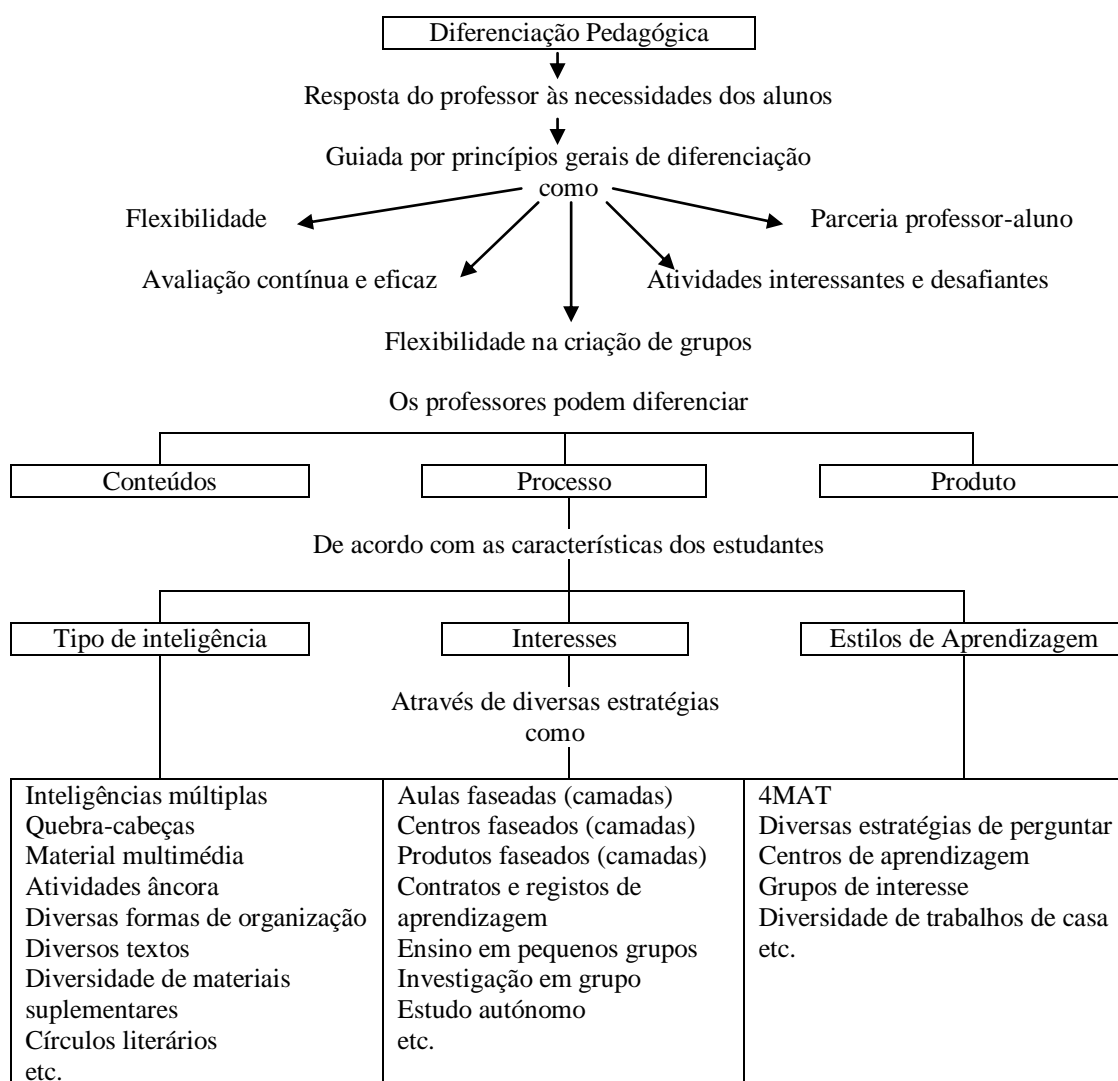 Diferenciação Pedagógica
Resposta do professor às necessidades dos alunos
Guiada por princípios gerais de diferenciação
como
Flexibilidade
Parceria professor-aluno
Avaliação contínua e eficaz
Atividades interessantes e desafiantes
Flexibilidade na criação de grupos
Os professores podem diferenciar
Conteúdos
Processo
Produto
De acordo com as características dos estudantes
Tipo de inteligência
Interesses
Estilos de Aprendizagem
Através de diversas estratégias
como
Inteligências múltiplas
Quebra-cabeças
Material multimédia
Atividades âncora
Diversas formas de organização
Diversos textos
Diversidade de materiais
suplementares
Círculos literários
etc.
Aulas faseadas (camadas)
Centros faseados (camadas)
Produtos faseados (camadas)
Contratos e registos de
aprendizagem
Ensino em pequenos grupos
Investigação em grupo
Estudo autónomo
etc.
4MAT
Diversas estratégias de perguntar
Centros de aprendizagem
Grupos de interesse
Diversidade de trabalhos de casa
etc.